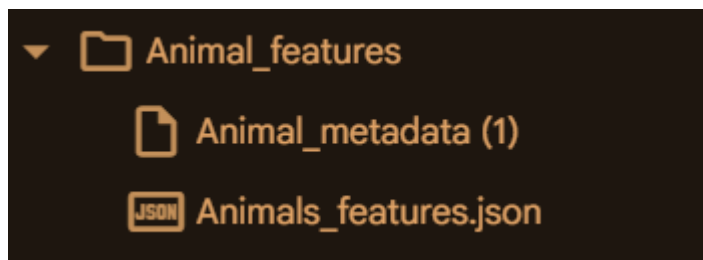 Animal_features
Animal_metadata (1)
JSON Animals_features.json